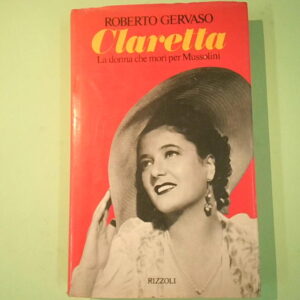 ROBERTO GERVASO
Claretta
La donna che morì per Mussolini
RIZZOLI